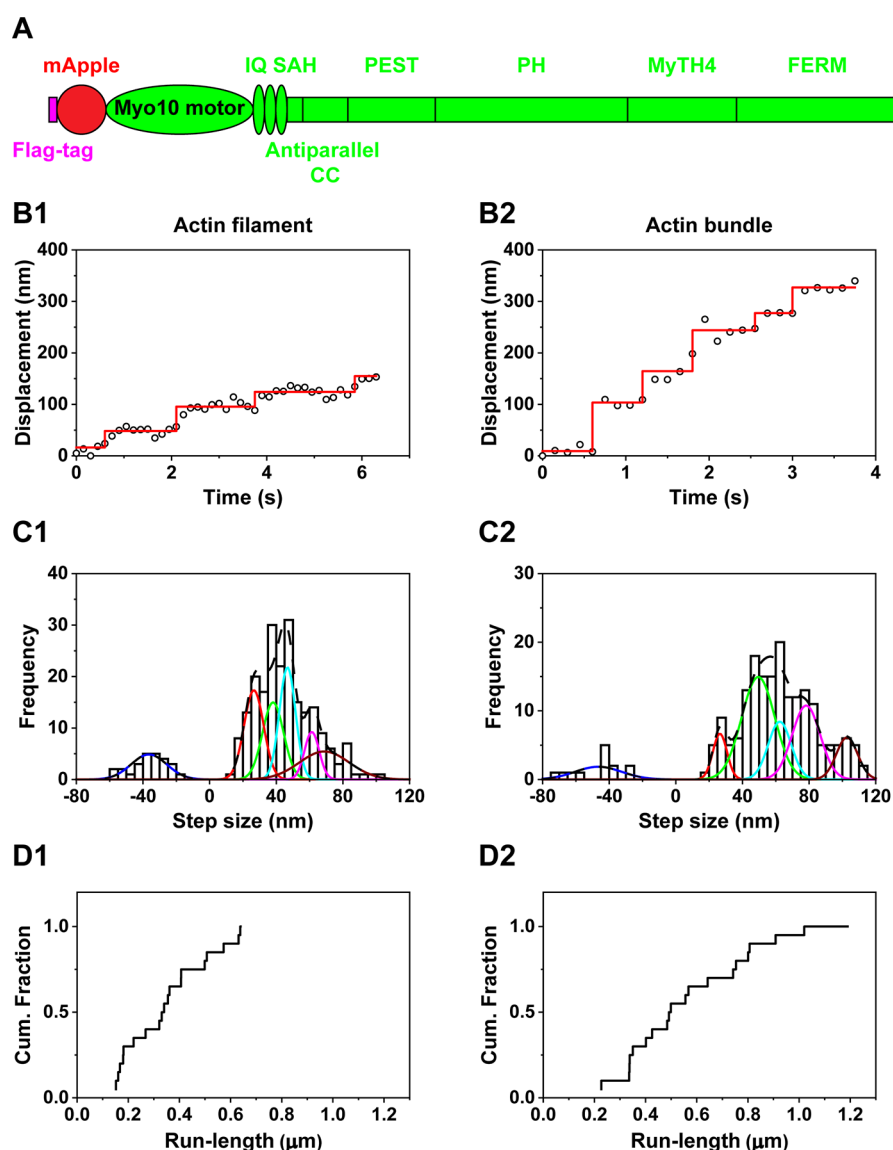 A
mApple
IQ SAH
PEST
PH
MyTH4
FERM
Myo10 motor
Flag-tag
Antiparallel
CC
B1
Actin filament
Displacement (nm)
400
300
200
100
0
0 2 4 6
Time (s)
B2
Actin bundle
Displacement (nm)
400
300
200
100
0
0 1 2 3 4
Time (s)
C1
Frequency
40
30
20
10
0
-80 -40 0 40 80 120
Step size (nm)
C2
Frequency
30
20
10
0
-80 -40 0 40 80 120
Step size (nm)
D1
Cum. Fraction
1.0
0.5
0.0
0.0 0.4 0.8 1.2
Run-length (μm)
D2
Cum. Fraction
1.0
0.5
0.0
0.0 0.2 0.4 0.6 0.8 1.0 1.2
Run-length (μm)